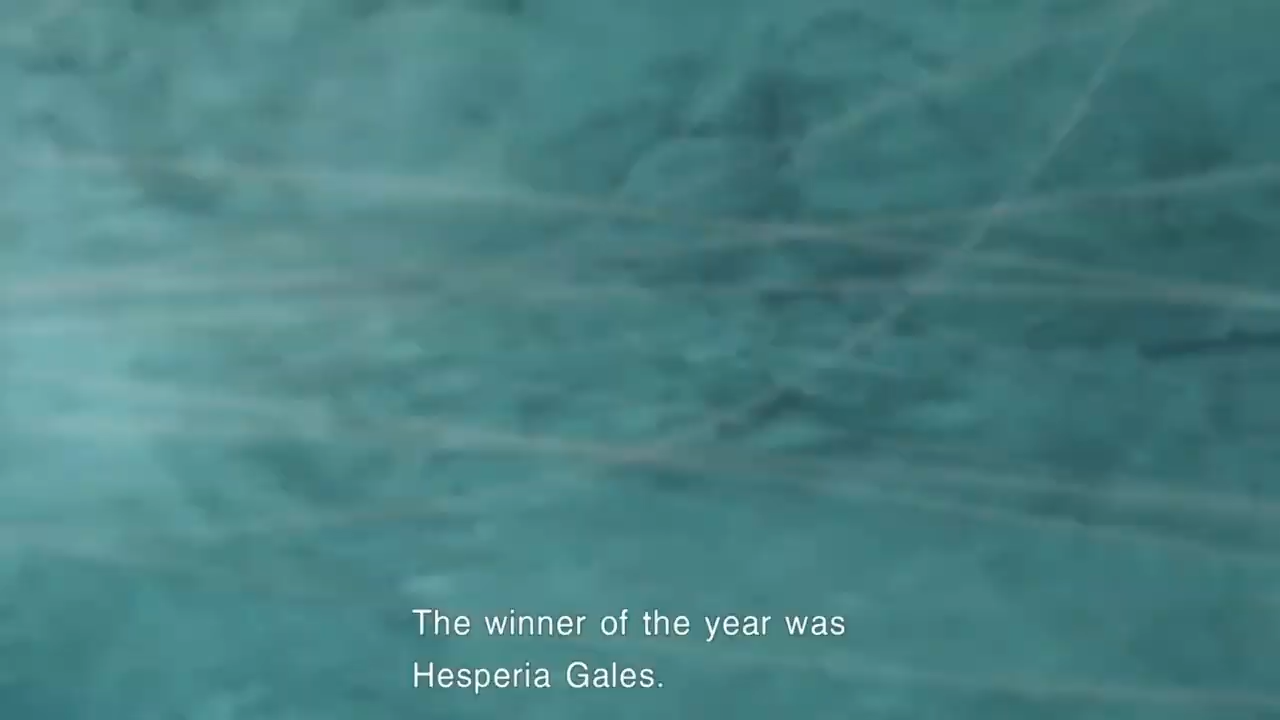 The winner of the year was
Hesperia Gales.